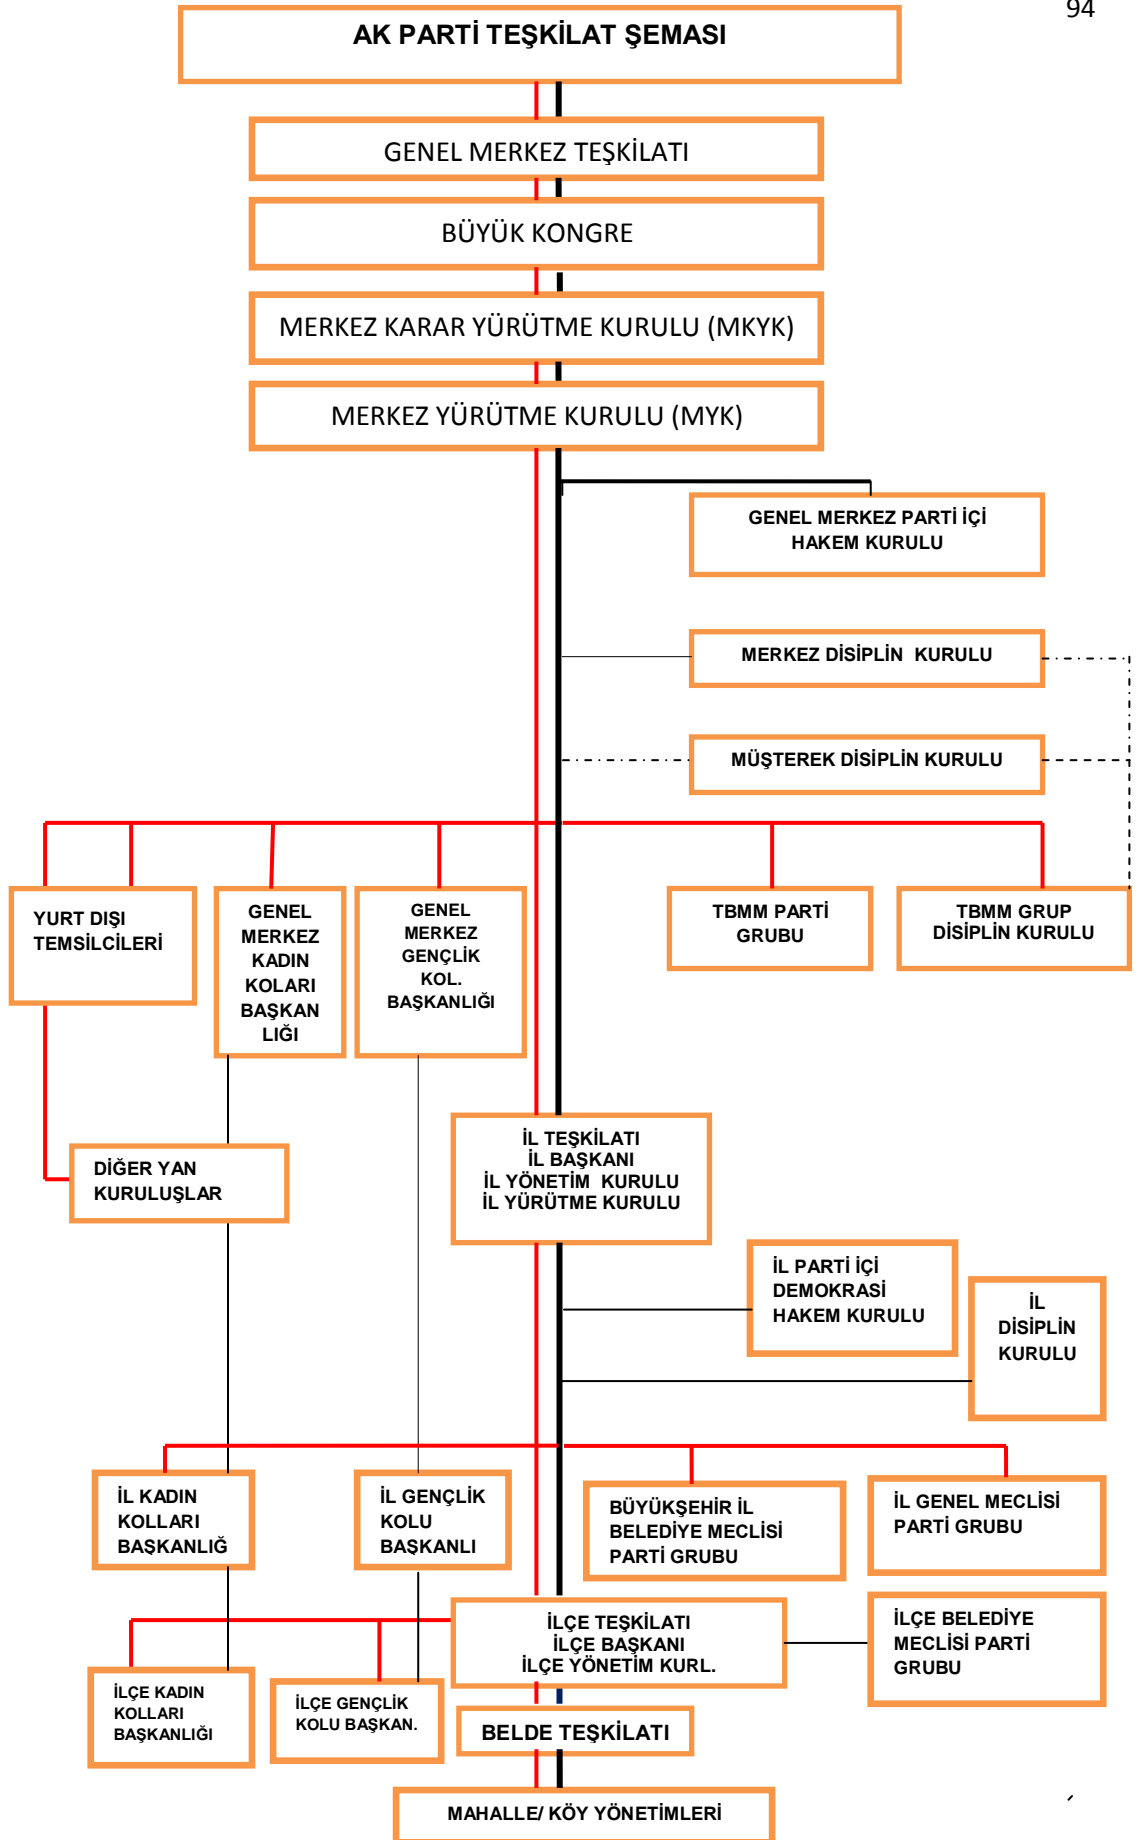 94
AK PARTİ TEŞKİLAT ŞEMASI
GENEL MERKEZ TEŞKİLATI
BÜYÜK KONGRE
MERKEZ KARAR YÜRÜTME KURULU (MKYK)
MERKEZ YÜRÜTME KURULU (MYK)
GENEL MERKEZ PARTİ İÇİ
HAKEM KURULU
MERKEZ DİSİPLİN KURULU
MÜŞTEREK DİSİPLİN KURULU
YURT DIŞI
TEMSİLCİLERİ
GENEL
MERKEZ
KADIN
KOLARI
BAŞKAN
LIĞI
GENEL
MERKEZ
GENÇLİK
KOL.
BAŞKANLIĞI
TBMM PARTİ
GRUBU
TBMM GRUP
DİSİPLİN KURULU
DİĞER YAN
KURULUŞLAR
İL TEŞKİLATI
İL BAŞKANI
İL YÖNETİM KURULU
İL YÜRÜTME KURULU
İL PARTİ İÇİ
DEMOKRASİ
HAKEM KURULU
İL
DİSİPLİN
KURULU
İL KADIN
KOLLARI
BAŞKANLIĞ
İL GENÇLİK
KOLU
BAŞKANLI
BÜYÜKŞEHİR İL
BELEDİYE MECLİSİ
PARTİ GRUBU
İL GENEL MECLİSİ
PARTİ GRUBU
İLÇE TEŞKİLATI
İLÇE BAŞKANI
İLÇE YÖNETİM KURL.
İLÇE BELEDİYE
MECLİSİ PARTİ
GRUBU
İLÇE KADIN
KOLLARI
BAŞKANLIĞI
İLÇE GENÇLİK
KOLU BAŞKAN.
BELDE TEŞKİLATI
MAHALLE/ KÖY YÖNETİMLERİ